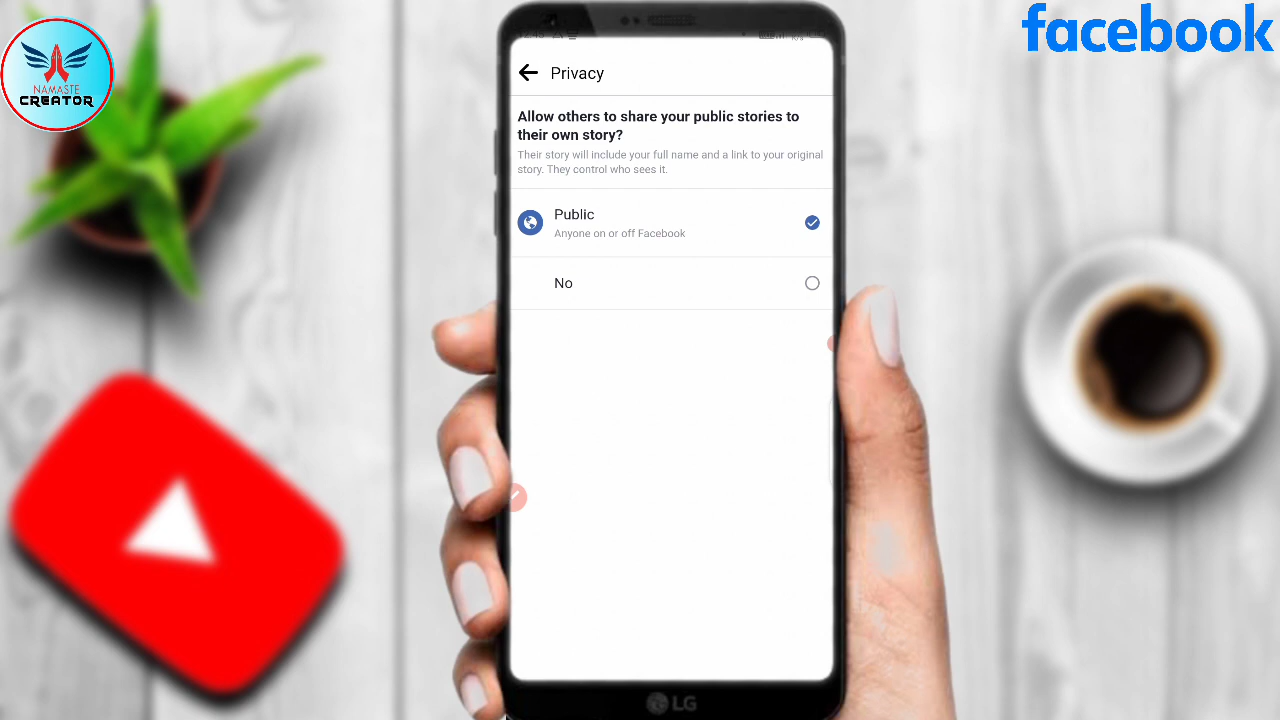 facebook
NAMASTE
CREATOR
Privacy
Allow others to share your public stories to
their own story?
Their story will include your full name and a link to your original
story. They control who sees it.
Public
Anyone on or off Facebook
No
LG